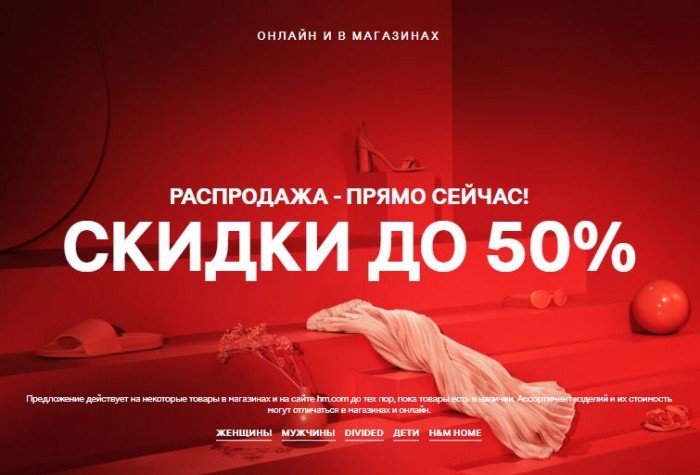 ОНЛАЙН И В МАГАЗИНАХ
РАСПРОДАЖА - ПРЯМО СЕЙЧАС!
СКИДКИ ДО 50%
Предложение действует на некоторые товары в магазинах и на сайте hm.com до тех пор, пока товары есть в наличии. Ассортимент изделий и их стоимость
могут отличаться в магазинах и онлайн.
ЖЕНЩИНЫ МУЖЧИНЫ DIVIDED ДЕТИ H&M HOME